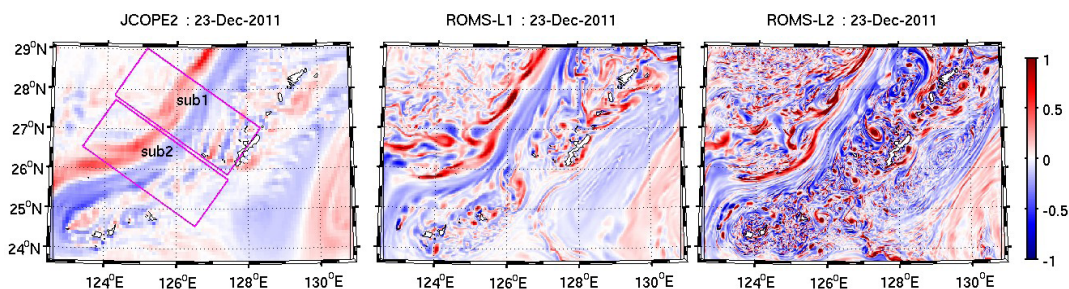 JCOPE2 : 23-Dec-2011
ROMS-L1 : 23-Dec-2011
ROMS-L2 : 23-Dec-2011
29°N
28°N
27°N
26°N
25°N
24°N
sub1
sub2
124°E 126°E 128°E 130°E
124°E 126°E 128°E 130°E
124°E 126°E 128°E 130°E
1
0.5
0
-0.5
-1